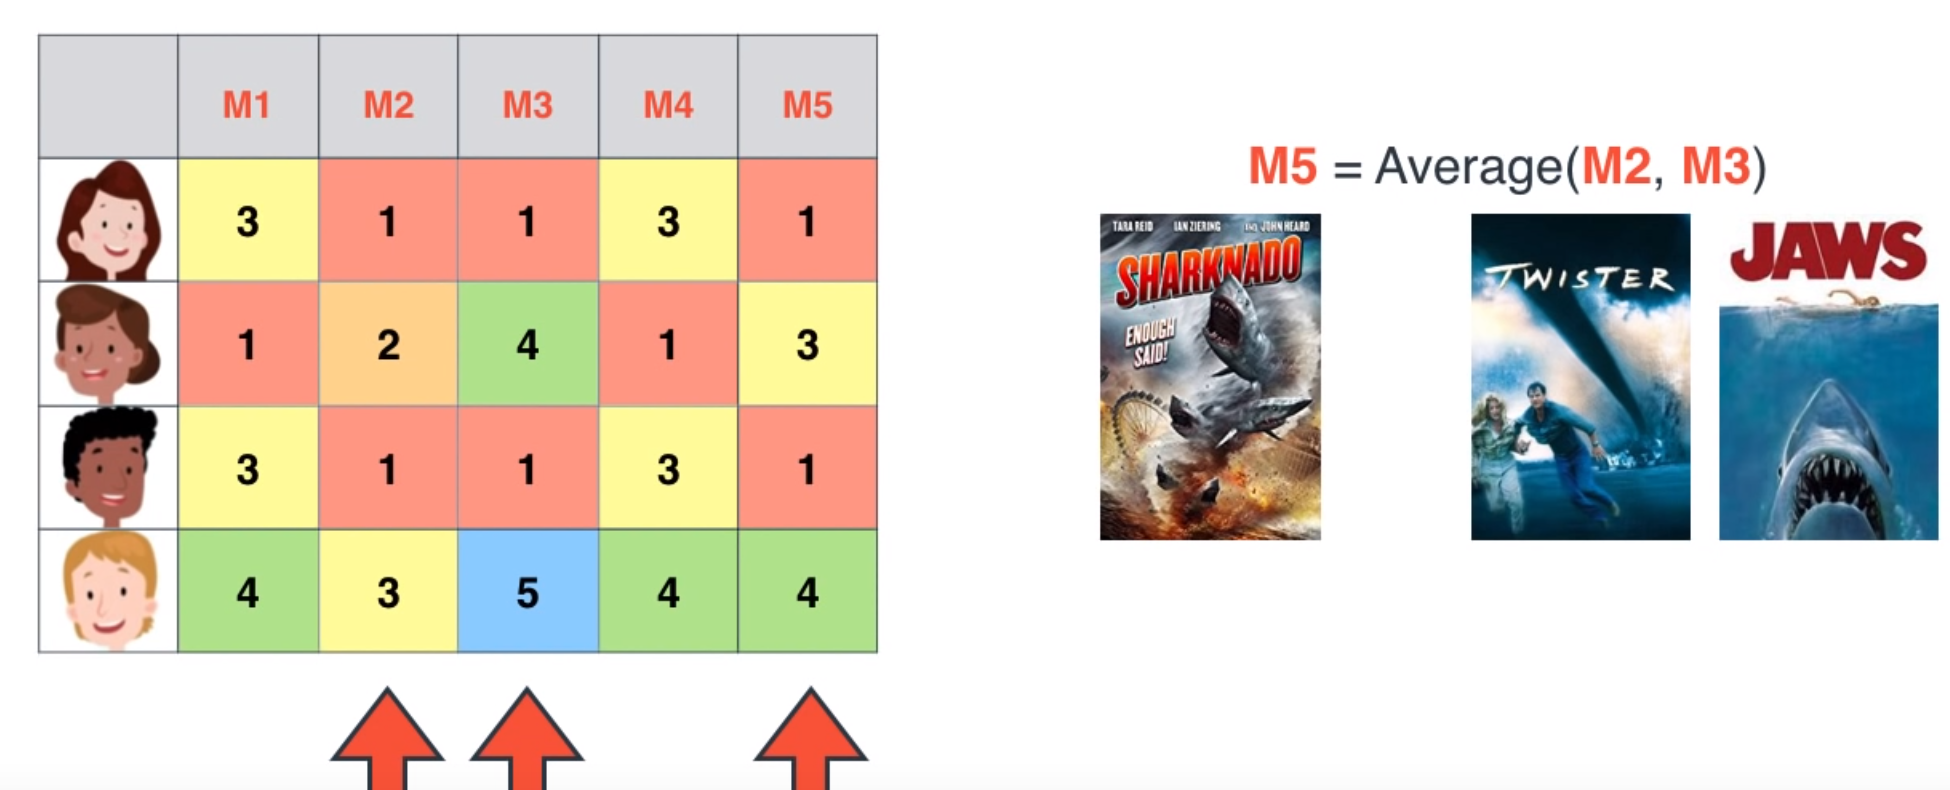 M1 M2 M3 M4 M5
3 1 1 3 1
1 2 4 1 3
3 1 1 3 1
4 3 5 4 4
M5 = Average(M2, M3)
TARA REID IAN ZIERING AND JOHN HEARD
SHARKNADO
ENOUGH
SAID!
TWISTER
JAWS